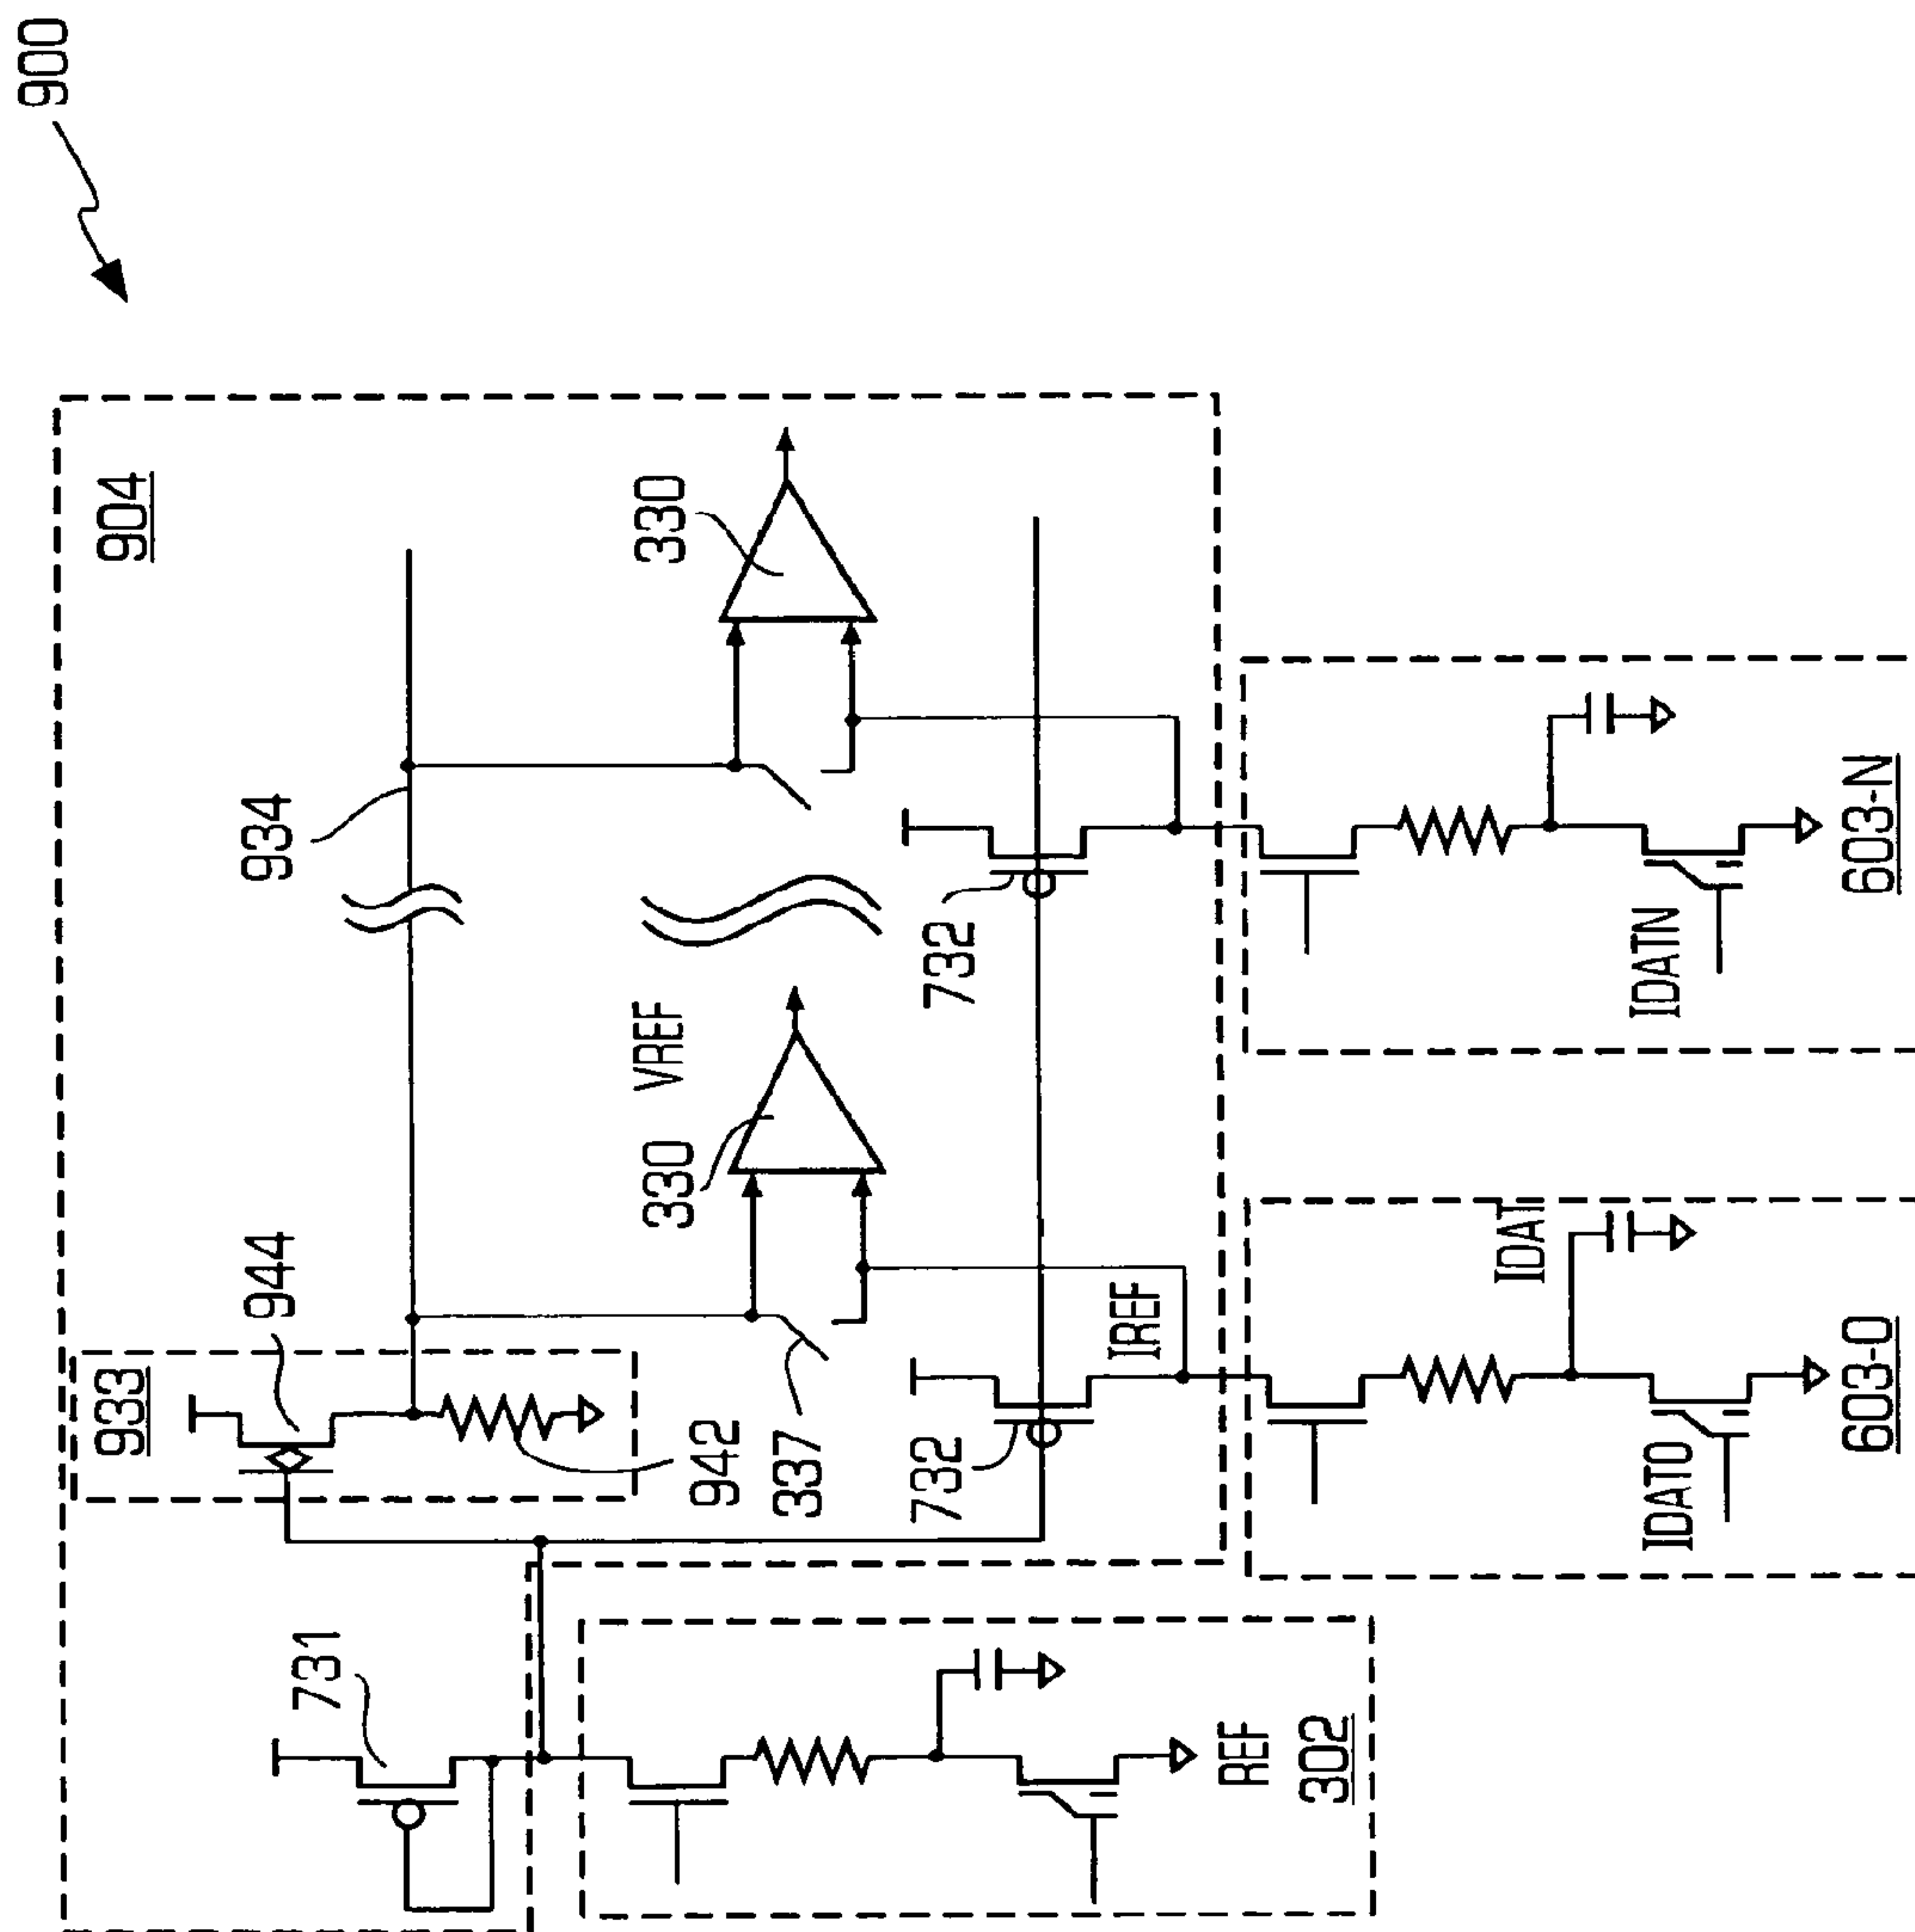 900
933
904
944
934
731
330
VREF
330
942
337
732
732
IREF
REF
302
IDATI
IDAT0
IDATN
603-0
603-N